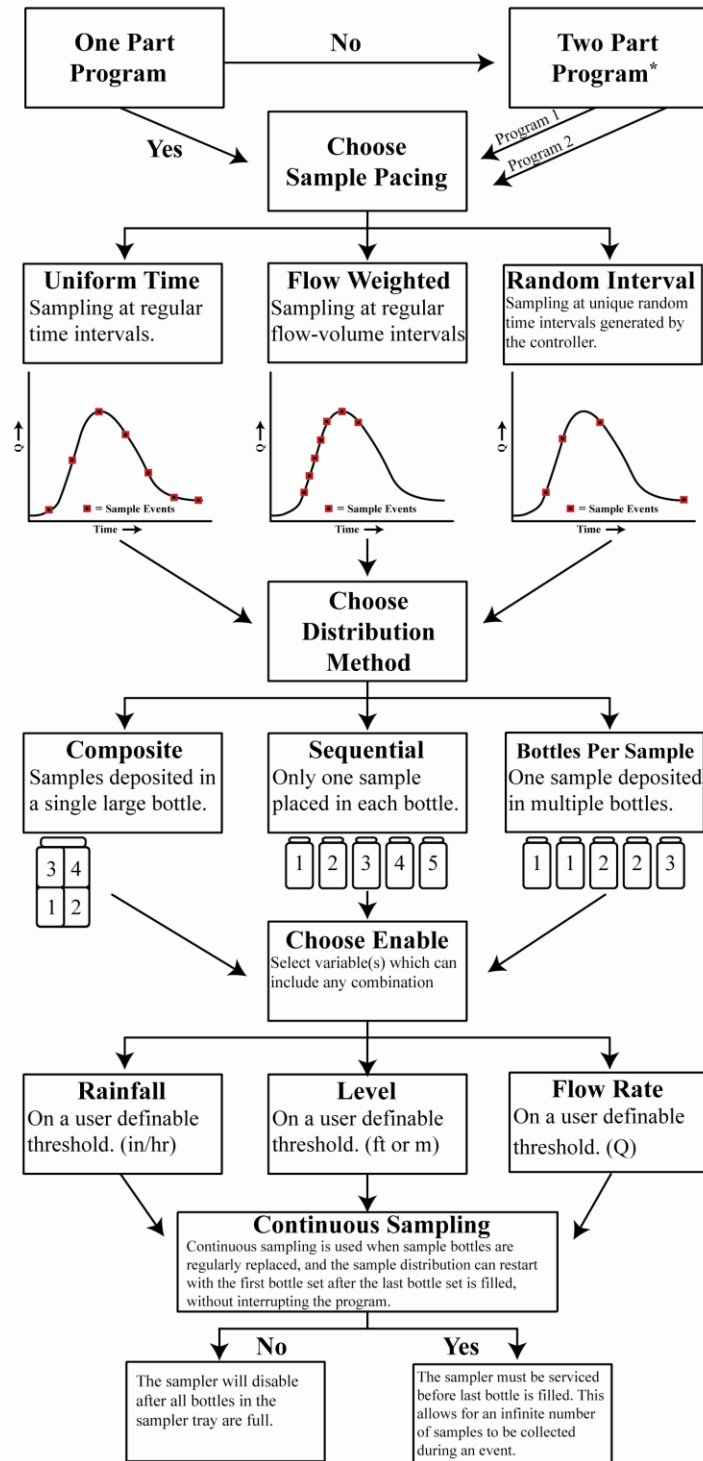 One Part
Program
No
Two Part
Program*
Yes
Program 1
Program 2
Choose
Sample Pacing
Uniform Time
Sampling at regular
time intervals.
Flow Weighted
Sampling at regular
flow-volume intervals
Random Interval
Sampling at unique random
time intervals generated by
the controller.
Q
= Sample Events
Time
Q
= Sample Events
Time
Q
= Sample Events
Time
Choose
Distribution
Method
Composite
Samples deposited in
a single large bottle.
Sequential
Only one sample
placed in each bottle.
Bottles Per Sample
One sample deposited
in multiple bottles.
3 4
1 2
1 2 3 4 5
1 1 2 2 3
Choose Enable
Select variable(s) which can
include any combination
Rainfall
On a user definable
threshold. (in/hr)
Level
On a user definable
threshold. (ft or m)
Flow Rate
On a user definable
threshold. (Q)
Continuous Sampling
Continuous sampling is used when sample bottles are
regularly replaced, and the sample distribution can restart
with the first bottle set after the last bottle set is filled,
without interrupting the program.
No
Yes
The sampler will disable
after all bottles in the
sampler tray are full.
The sampler must be serviced
before last bottle is filled. This
allows for an infinite number
of samples to be collected
during an event.